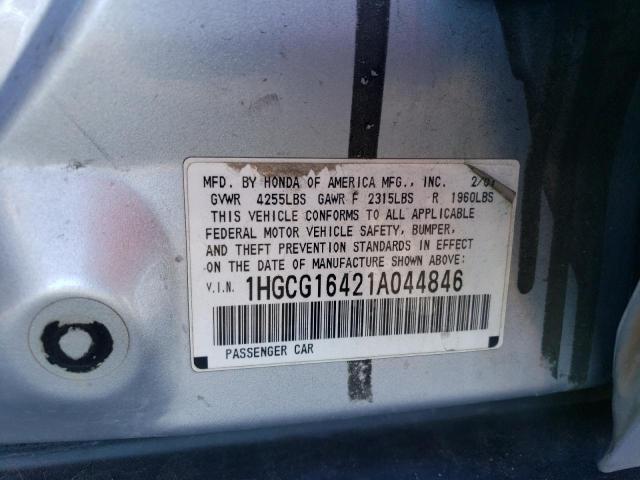 MFD. BY HONDA OF AMERICA MFG., INC. 2/01
GVWR 4255LBS GAWR F 2315LBS R 1960LBS
THIS VEHICLE CONFORMS TO ALL APPLICABLE
FEDERAL MOTOR VEHICLE SAFETY, BUMPER,
AND THEFT PREVENTION STANDARDS IN EFFECT
ON THE DATE OF MANUFACTURE SHOWN ABOVE:
V.I.N. 1HGCG16421A044846
PASSENGER CAR